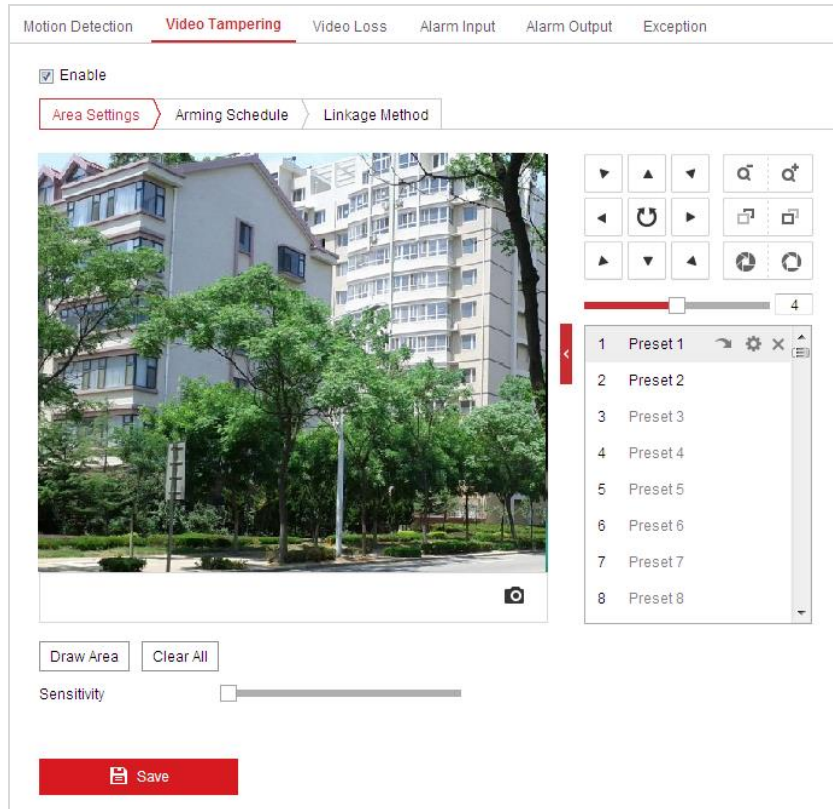 Motion Detection Video Tampering Video Loss Alarm Input Alarm Output Exception
Enable
Area Settings Arming Schedule Linkage Method
4
1 Preset 1
2 Preset 2
3 Preset 3
4 Preset 4
5 Preset 5
6 Preset 6
7 Preset 7
8 Preset 8
Draw Area Clear All
Sensitivity
Save